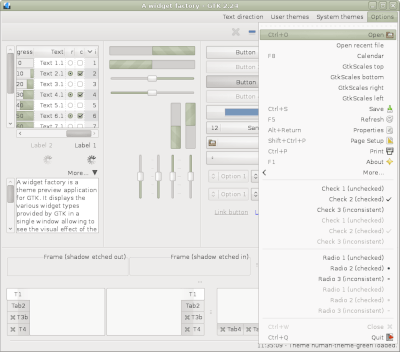 A widget factory - GTK 2.24
Text direction User themes System themes Options
gress Text r c i
0 Text 1.1 1
10 Text 2.1 2
20 Text 3.1 3
30 Text 4.1 4
40 Text 5.1 5
50 Text 6.1 6
60 Text 7.1 7
Label 2 Label 1
More...
A widget factory is a
theme preview application
for GTK. It displays the
various widget types
provided by GTK in a
single window allowing to
see the visual effect of the
Button
Button
Button
Button
12 San
Option 1
Option 1
Link button
Ctrl+O Open
Open recent file
F8 Calendar
GtkScales top
GtkScales bottom
GtkScales right
GtkScales left
Ctrl+S Save
F5 Refresh
Alt+Return Properties
Shift+Ctrl+P Page Setup
Ctrl+P Print
F1 About
More...
Check 1 (unchecked)
Check 2 (checked)
Check 3 (inconsistent)
Check 1 (unchecked)
Check 2 (checked)
Check 3 (inconsistent)
Radio 1 (unchecked)
Radio 2 (checked)
Radio 3 (inconsistent)
Radio 1 (unchecked)
Radio 2 (checked)
Radio 3 (inconsistent)
Ctrl+W Close
Ctrl+Q Quit
Frame (shadow etched out) Frame (shadow etched in)
T1
Tab2
T3b
T4
T1
Tab2
T3b
T4
Tab4
11:35:09 - Theme human-theme-green loaded.